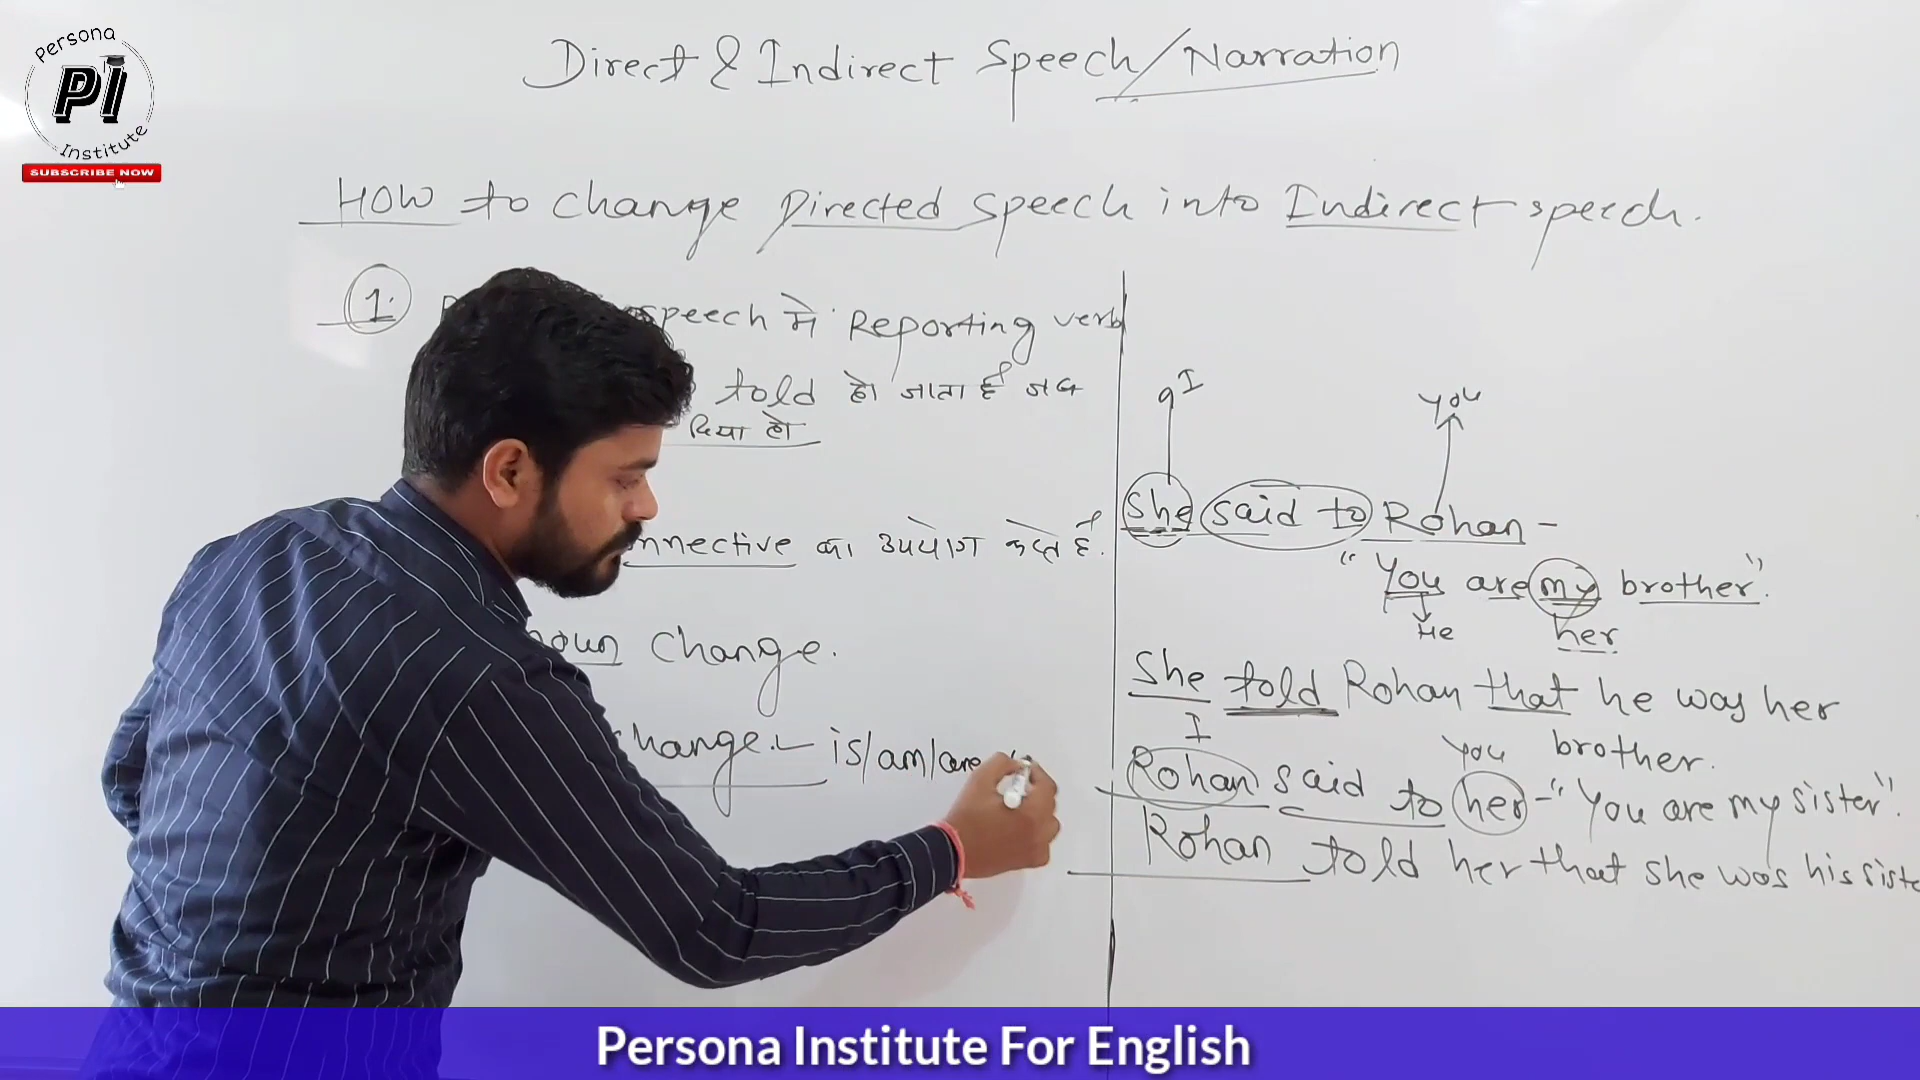 Persona
PI
Institute
SUBSCRIBE NOW
Direct & Indirect Speech/Narration
How to change Directed speech into Indirect speech.
1.
speech में Reporting verb
told हो जाता है जब
दिया हो
nnective का उपयोग करते हैं.
noun change.
change. is/am/are
I
you
She said to Rohan -
"You are my brother".
He her
She told Rohan that he was her
brother.
I you
Rohan said to her - "You are my sister".
Rohan told her that she was his siste
Persona Institute For English